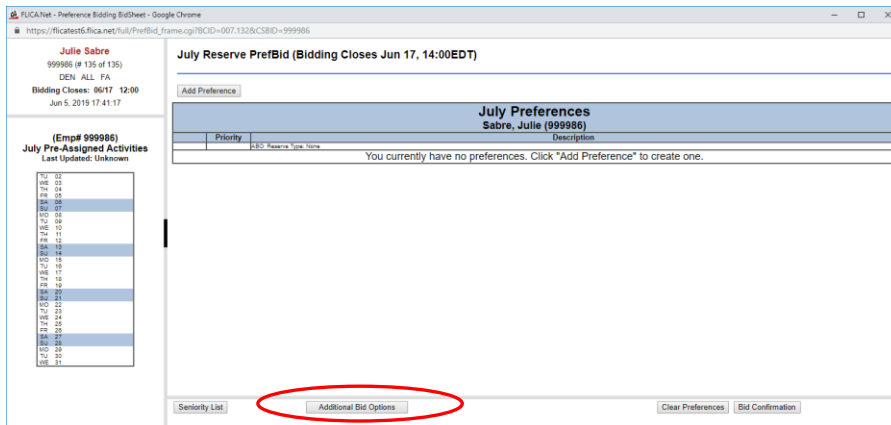 FLICA.Net - Preference Bidding BidSheet - Google Chrome
https://flicatest6.flica.net/full/PrefBid_frame.cgi?BCID=007.132&CSBID=999986
Julie Sabre
999986 (# 135 of 135)
DEN ALL FA
Bidding Closes: 06/17 12:00
Jun 5, 2019 17:41:17
(Emp# 999986)
July Pre-Assigned Activities
Last Updated: Unknown
TU 02
WE 03
TH 04
FR 05
SA 06
SU 07
MO 08
TU 09
WE 10
TH 11
FR 12
SA 13
SU 14
MO 15
TU 16
WE 17
TH 18
FR 19
SA 20
SU 21
MO 22
TU 23
WE 24
TH 25
FR 26
SA 27
SU 28
MO 29
TU 30
WE 31
July Reserve PrefBid (Bidding Closes Jun 17, 14:00EDT)
Add Preference
July Preferences
Sabre, Julie (999986)
Priority Description
ABO: Reserve Type: None
You currently have no preferences. Click "Add Preference" to create one.
Seniority List Additional Bid Options Clear Preferences Bid Confirmation